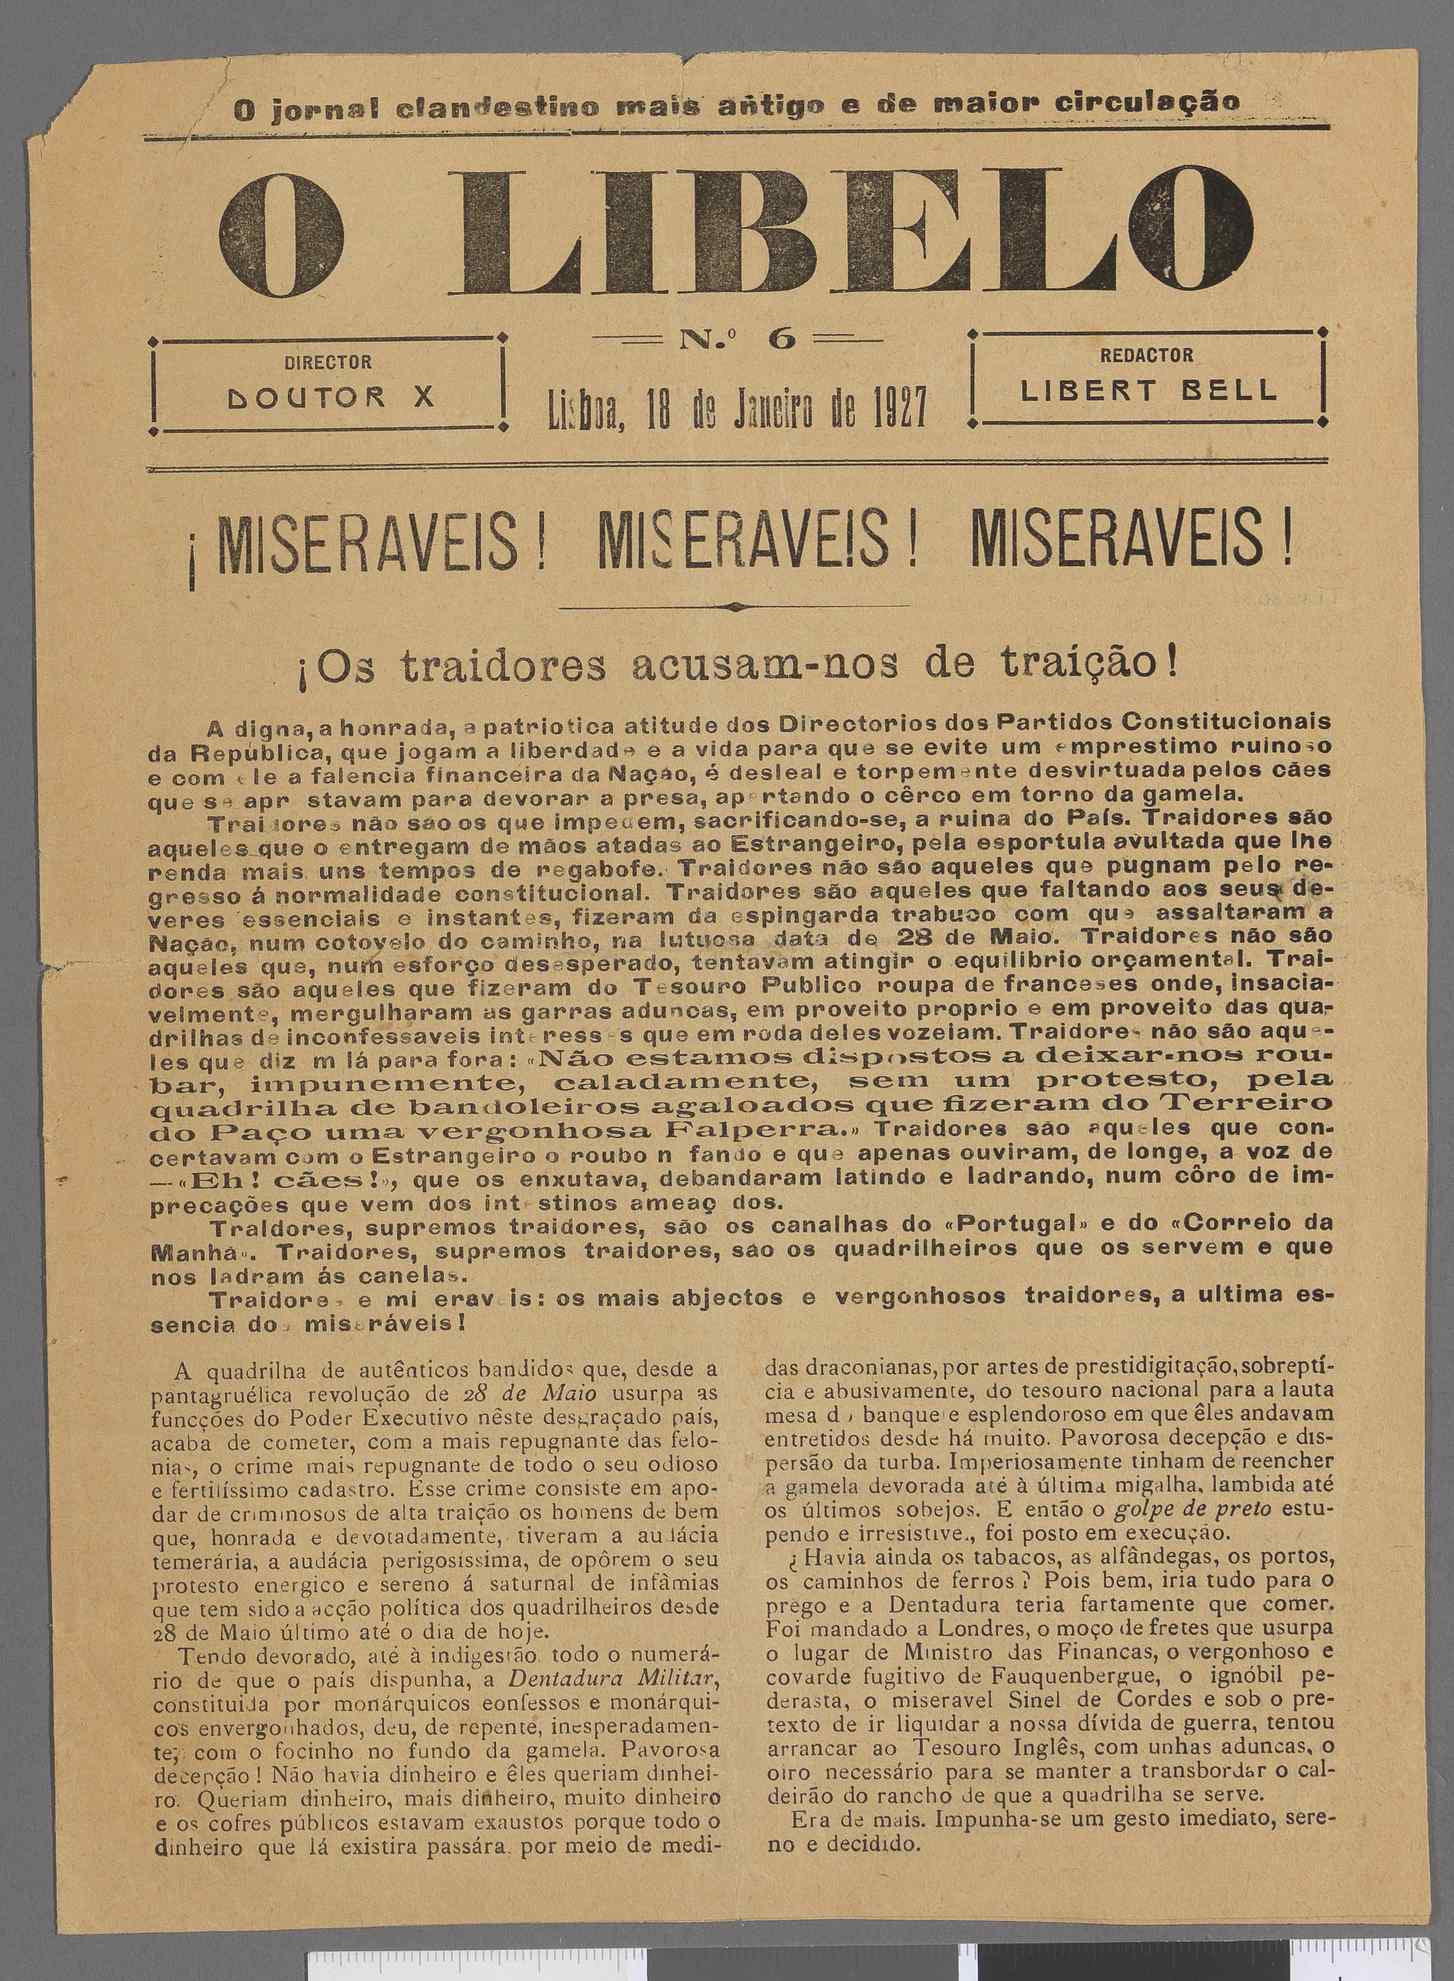 O jornal clandestino mais antigo e de maior circulação
O LIBELO
N.º 6
DIRECTOR
DOUTOR X
Lisboa, 18 de Janeiro de 1927
REDACTOR
LIBERT BELL
¡MISERAVEIS! MISERAVEIS! MISERAVEIS!
¡Os traidores acusam-nos de traíção!
A digna, a honrada, a patriotica atitude dos Directorios dos Partidos Constitucionais
da República, que jogam a liberdade e a vida para que se evite um emprestimo ruinoso
e com ele a falencia financeira da Nação, é desleal e torpemente desvirtuada pelos cães
que se aprestavam para devorar a presa, apertando o cêrco em torno da gamela.
Traidores não são os que impedem, sacrificando-se, a ruina do País. Traidores são
aqueles que o entregam de mãos atadas ao Estrangeiro, pela esportula avultada que lhe
renda mais uns tempos de regabofe. Traidores não são aqueles que pugnam pelo re-
gresso á normalidade constitucional. Traidores são aqueles que faltando aos seus de-
veres essenciais e instantes, fizeram da espingarda trabuco com que assaltaram a
Nação, num cotovelo do caminho, na lutuosa data de 28 de Maio. Traidores não são
aqueles que, num esforço desesperado, tentavam atingir o equilibrio orçamental. Trai-
dores são aqueles que fizeram do Tesouro Publico roupa de franceses onde, insacia-
velmente, mergulharam as garras aduncas, em proveito proprio e em proveito das qua-
drilhas de inconfessaveis interesses que em roda deles vozeiam. Traidores não são aque-
les que dizem lá para fora: «Não estamos dispostos a deixar-nos rou-
bar, impunemente, caladamente, sem um protesto, pela
quadrilha de bandoleiros agaloados que fizeram do Terreiro
do Paço uma vergonhosa Falperra.» Traidores são aqueles que con-
certavam com o Estrangeiro o roubo nefando e que apenas ouviram, de longe, a voz de
—«Eh! cães!», que os enxutava, debandaram latindo e ladrando, num côro de im-
precações que vem dos intestinos ameaçados.
Traidores, supremos traidores, são os canalhas do «Portugal» e do «Correio da
Manhã». Traidores, supremos traidores, são os quadrilheiros que os servem e que
nos ladram ás canelas.
Traidores e miseraveis: os mais abjectos e vergonhosos traidores, a ultima es-
sencia dos miseráveis!
A quadrilha de autênticos bandidos que, desde a
pantagruélica revolução de 28 de Maio usurpa as
funcções do Poder Executivo nêste desgraçado país,
acaba de cometer, com a mais repugnante das felo-
nias, o crime mais repugnante de todo o seu odioso
e fertilíssimo cadastro. Esse crime consiste em apo-
dar de criminosos de alta traição os homens de bem
que, honrada e devotadamente, tiveram a audácia
temerária, a audácia perigosissima, de opôrem o seu
protesto energico e sereno á saturnal de infâmias
que tem sido a acção política dos quadrilheiros desde
28 de Maio último até o dia de hoje.
Tendo devorado, até à indigestão todo o numerá-
rio de que o país dispunha, a Dentadura Militar,
constituida por monárquicos eonfessos e monárqui-
cos envergonhados, deu, de repente, inesperadamen-
te, com o focinho no fundo da gamela. Pavorosa
decepção! Não havia dinheiro e êles queriam dinhei-
ro. Queriam dinheiro, mais dinheiro, muito dinheiro
e os cofres públicos estavam exaustos porque todo o
dinheiro que lá existira passára, por meio de medi-
das draconianas, por artes de prestidigitação, sobreptí-
cia e abusivamente, do tesouro nacional para a lauta
mesa do banquete esplendoroso em que êles andavam
entretidos desde há muito. Pavorosa decepção e dis-
persão da turba. Imperiosamente tinham de reencher
a gamela devorada até à última migalha, lambida até
os últimos sobejos. E então o golpe de preto estu-
pendo e irresistivel, foi posto em execução.
¿Havia ainda os tabacos, as alfândegas, os portos,
os caminhos de ferros? Pois bem, iria tudo para o
prego e a Dentadura teria fartamente que comer.
Foi mandado a Londres, o moço de fretes que usurpa
o lugar de Ministro das Financas, o vergonhoso e
covarde fugitivo de Fauquenbergue, o ignóbil pe-
derasta, o miseravel Sinel de Cordes e sob o pre-
texto de ir liquidar a nossa dívida de guerra, tentou
arrancar ao Tesouro Inglês, com unhas aduncas, o
oiro necessário para se manter a transbordar o cal-
deirão do rancho de que a quadrilha se serve.
Era de mais. Impunha-se um gesto imediato, sere-
no e decidido.